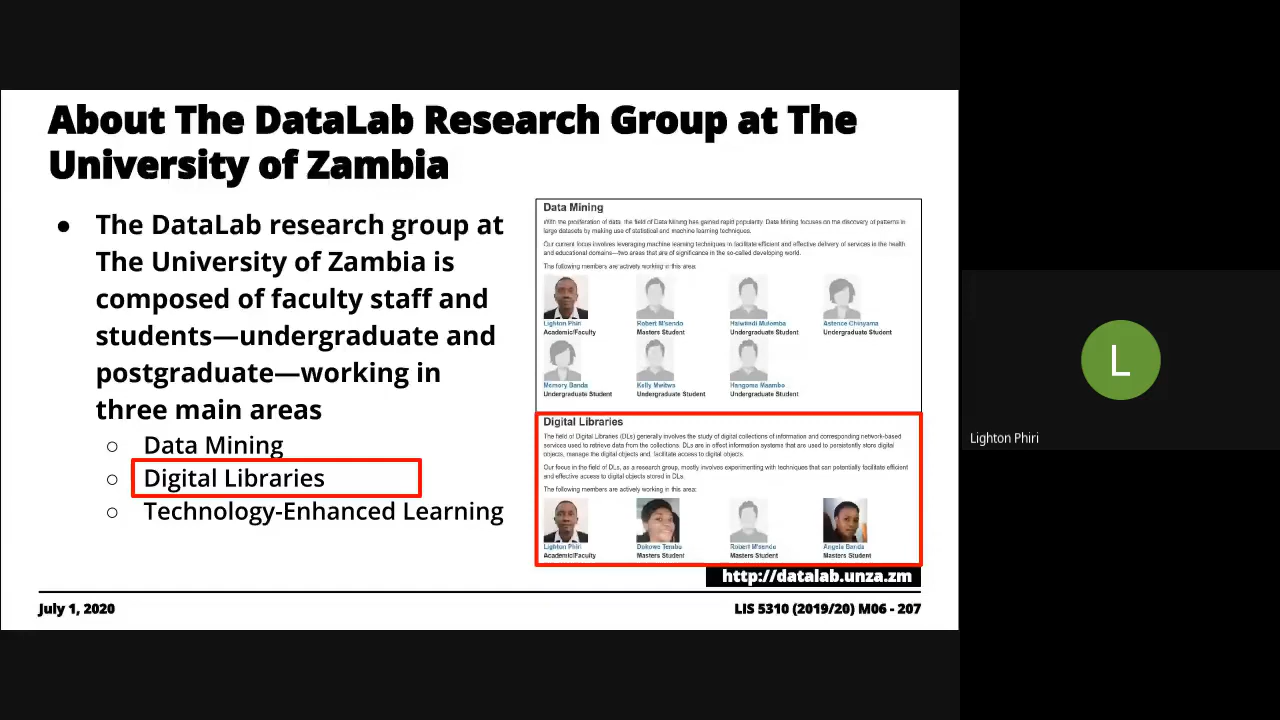 About The DataLab Research Group at The
University of Zambia
● The DataLab research group at
The University of Zambia is
composed of faculty staff and
students—undergraduate and
postgraduate—working in
three main areas
○ Data Mining
○ Digital Libraries
○ Technology-Enhanced Learning
Data Mining
With the proliferation of data, the field of Data Mining has gained rapid popularity. Data Mining focuses on the discovery of patterns in
large datasets by making use of statistical and machine learning techniques.
Our current focus involves leveraging machine learning techniques to facilitate efficient and effective delivery of services in the health
and educational domains—two areas that are of significance in the so-called developing world.
The following members are actively working in this area:
Lighton Phiri Robert M'sendo Haiwindi Mutemba Astence Chinyama
Academic/Faculty Masters Student Undergraduate Student Undergraduate Student
Memory Banda Kelly Mwitwa Hangoma Maambo
Undergraduate Student Undergraduate Student Undergraduate Student
Digital Libraries
The field of Digital Libraries (DLs) generally involves the study of digital collections of information and corresponding network-based
services used to retrieve data from the collections. DLs are in effect information systems that are used to persistently store digital
objects, manage the digital objects and, facilitate access to digital objects.
Our focus in the field of DLs, as a research group, mostly involves experimenting with techniques that can potentially facilitate efficient
and effective access to digital objects stored in DLs.
The following members are actively working in this area:
Lighton Phiri Dokowe Tembo Robert M'sendo Angela Banda
Academic/Faculty Masters Student Masters Student Masters Student
http://datalab.unza.zm
July 1, 2020 LIS 5310 (2019/20) M06 - 207
L
Lighton Phiri